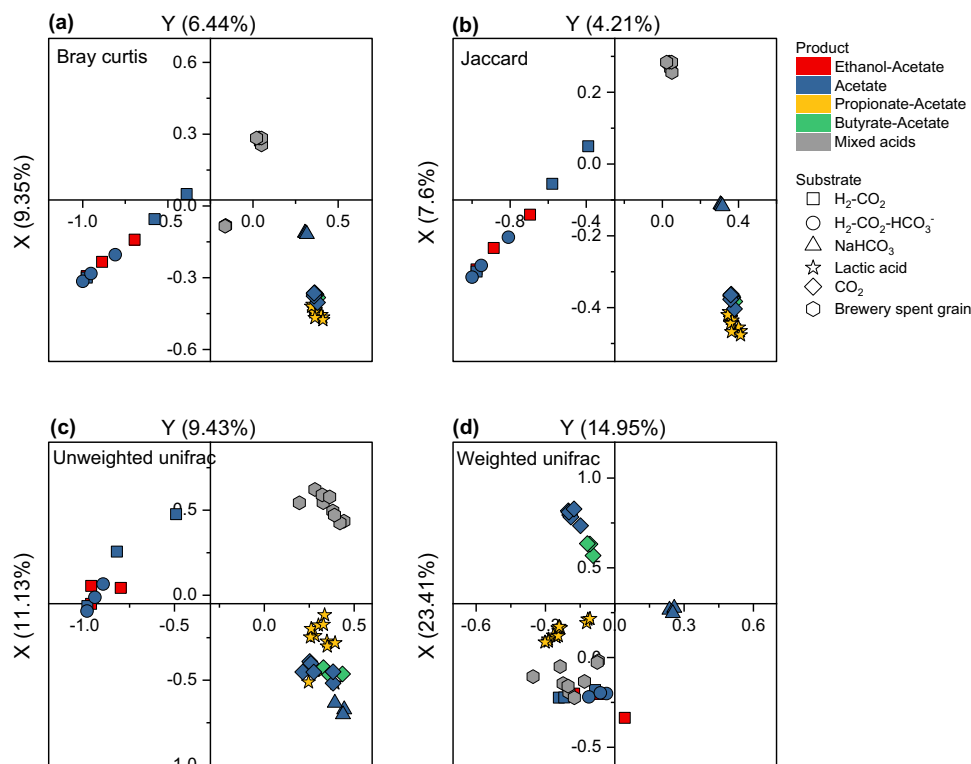 (a)
Y (6.44%)
Bray curtis
0.6
0.3
-1.0
0.0
0.0
0.5
-0.3
-0.6
X (9.35%)
(b)
Y (4.21%)
Jaccard
0.2
0.0
-0.8
-0.4
0.0
0.4
-0.2
-0.4
X (7.6%)
Product
Ethanol-Acetate
Acetate
Propionate-Acetate
Butyrate-Acetate
Mixed acids
Substrate
H2-CO2
H2-CO2-HCO3-
NaHCO3
Lactic acid
CO2
Brewery spent grain
(c)
Y (9.43%)
Unweighted unifrac
0.5
0.0
-1.0
-0.5
0.0
0.5
-0.5
-1.0
X (11.13%)
(d)
Y (14.95%)
Weighted unifrac
1.0
0.5
-0.6
-0.3
0.0
0.3
0.6
0.0
-0.5
X (23.41%)